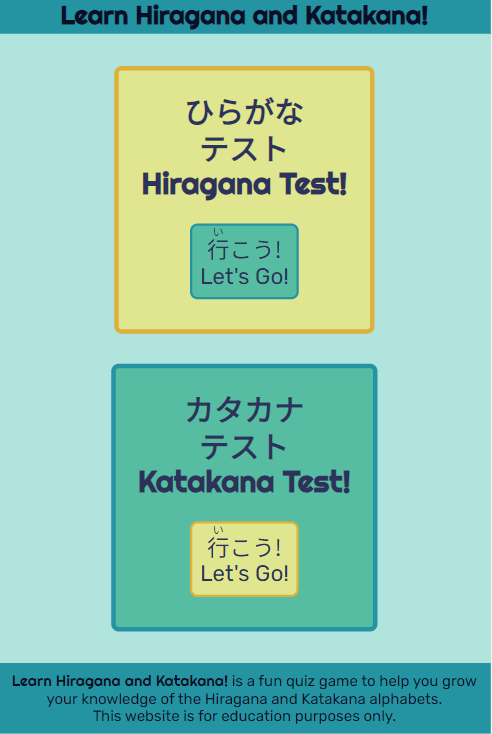 Learn Hiragana and Katakana!
ひらがな
テスト
Hiragana Test!
い
行こう!
Let's Go!
カタカナ
テスト
Katakana Test!
い
行こう!
Let's Go!
Learn Hiragana and Katakana! is a fun quiz game to help you grow
your knowledge of the Hiragana and Katakana alphabets.
This website is for education purposes only.